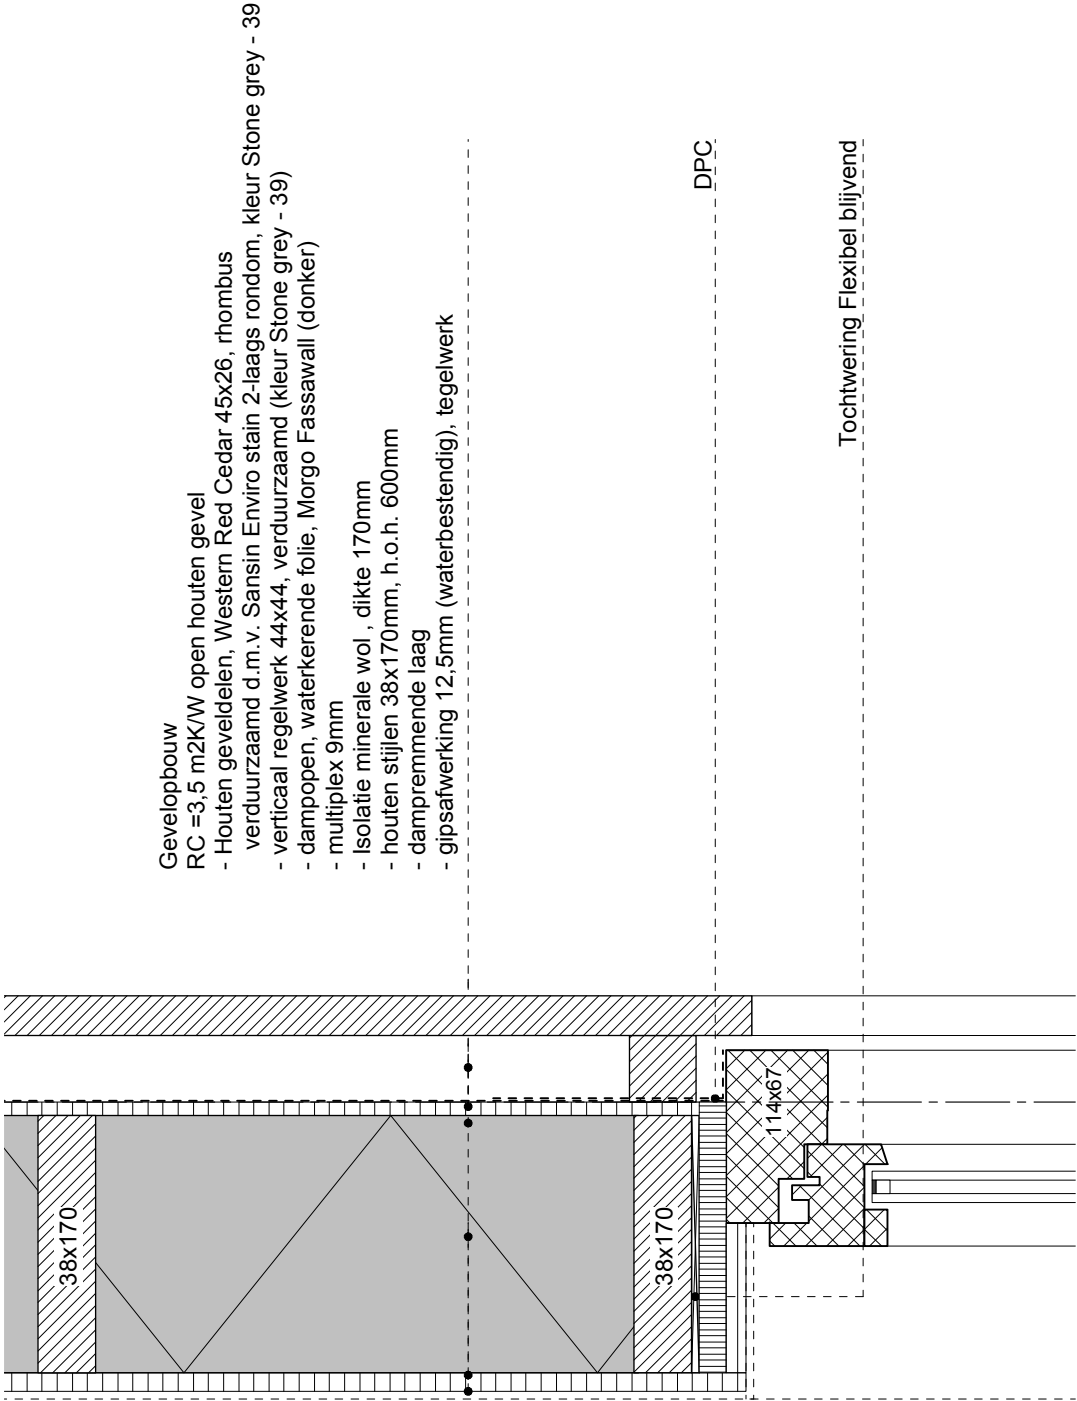 Gevelopbouw
RC =3,5 m2K/W open houten gevel
- Houten geveldelen, Western Red Cedar 45x26, rhombus
verduurzaamd d.m.v. Sansin Enviro stain 2-laags rondom, kleur Stone grey - 39
- verticaal regelwerk 44x44, verduurzaamd (kleur Stone grey - 39)
- dampopen, waterkerende folie, Morgo Fassawall (donker)
- multiplex 9mm
- Isolatie minerale wol , dikte 170mm
- houten stijlen 38x170mm, h.o.h. 600mm
- dampremmende laag
- gipsafwerking 12,5mm (waterbestendig), tegelwerk
DPC
Tochtwering Flexibel blijvend
38x170
38x170
114x67